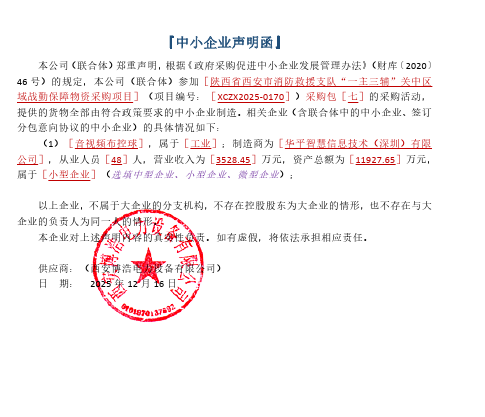 『中小企业声明函』
本公司（联合体）郑重声明，根据《政府采购促进中小企业发展管理办法》（财库〔2020〕
46 号）的规定，本公司（联合体）参加［陕西省西安市消防救援支队“一主三辅”关中区
域战勤保障物资采购项目］（项目编号：［XCZX2025-0170］）采购包［七］的采购活动，
提供的货物全部由符合政策要求的中小企业制造。相关企业（含联合体中的中小企业、签订
分包意向协议的中小企业）的具体情况如下：
（1）［音视频布控球］，属于［工业］；制造商为［华平智慧信息技术（深圳）有限
公司］，从业人员［48］人，营业收入为［3528.45］万元，资产总额为［11927.65］万元，
属于［小型企业］（选填中型企业、小型企业、微型企业）；
以上企业，不属于大企业的分支机构，不存在控股股东为大企业的情形，也不存在与大
企业的负责人为同一人的情形。
本企业对上述声明内容的真实性负责。如有虚假，将依法承担相应责任。
供应商：（西安博浩电力设备有限公司）
日　期：　2025 年 12 月 16 日